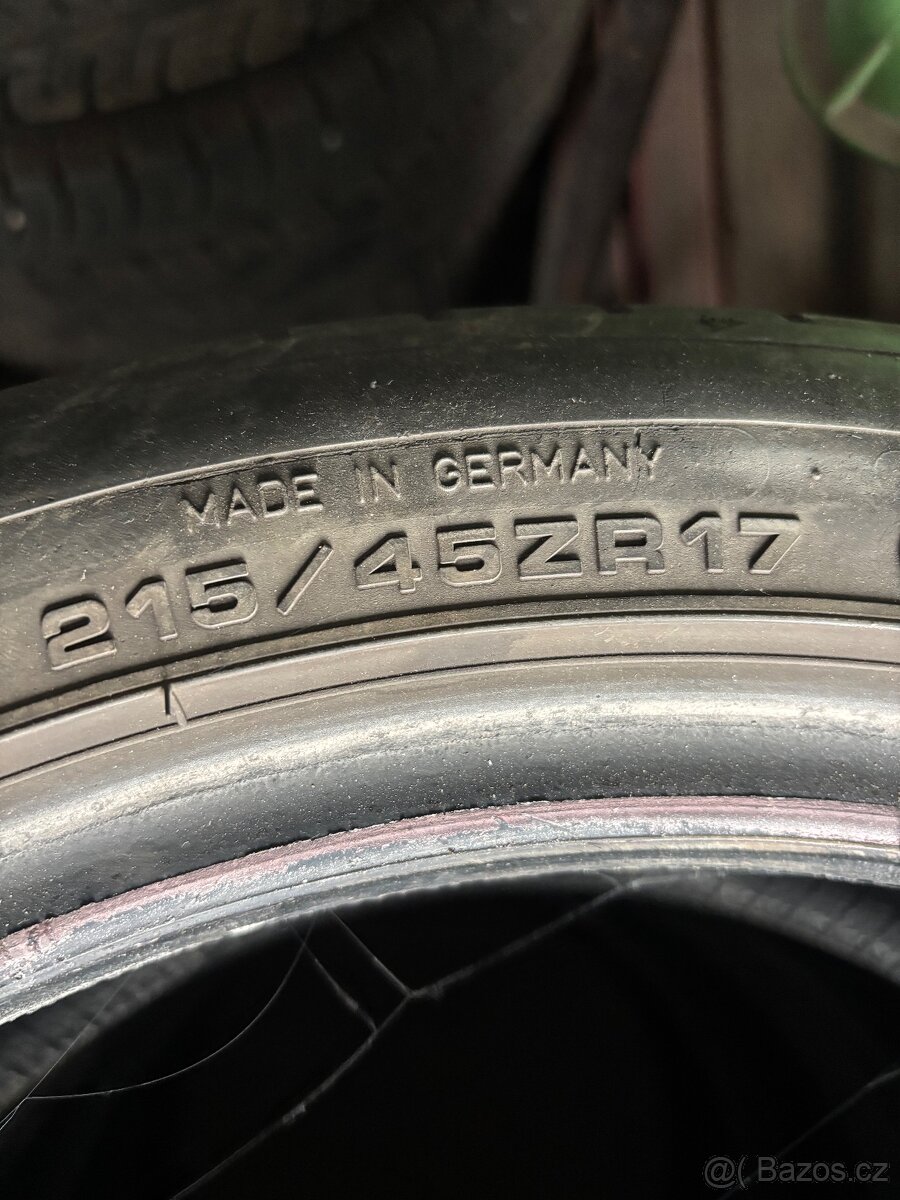 MADE IN GERMANY
215/45ZR17
@( Bazos.cz